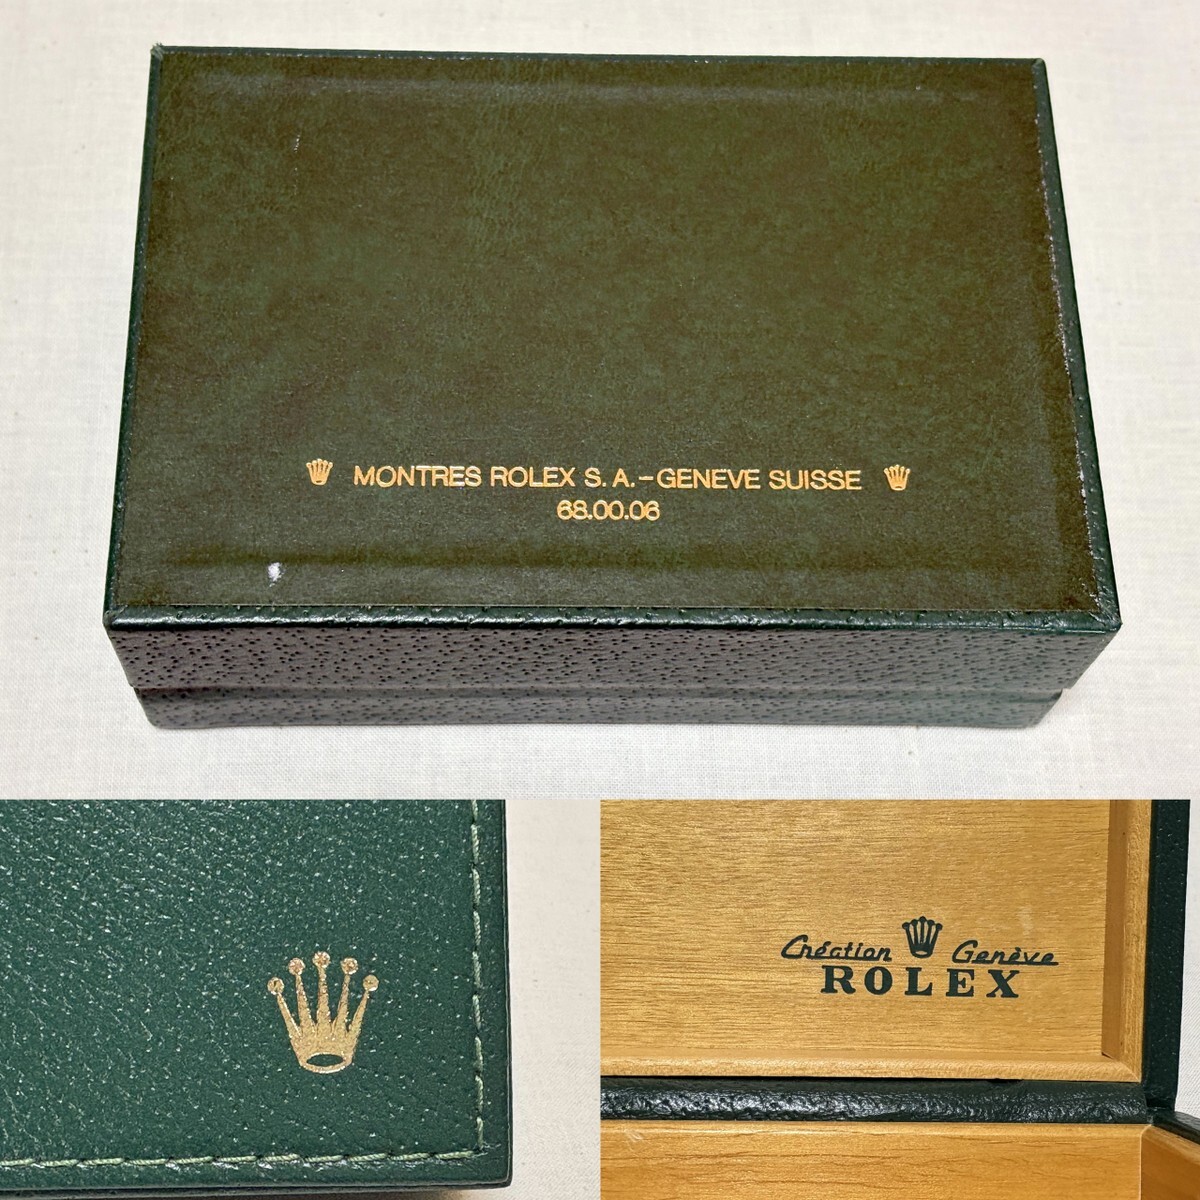 MONTRES ROLEX S.A.-GENEVE SUISSE
68.00.06
Création Genève
ROLEX